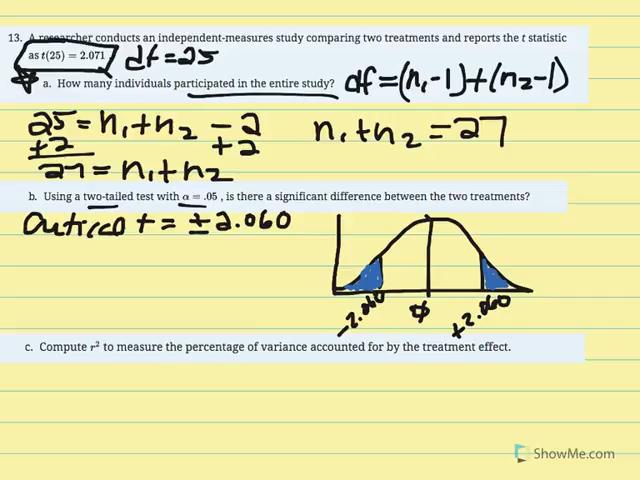 13. A researcher conducts an independent-measures study comparing two treatments and reports the t statistic
as t(25) = 2.071. df=25
a. How many individuals participated in the entire study? df=(n₁-1)+(n₂-1)
25=n₁+n₂-2 n₁+n₂=27
+2 +2
27=n₁+n₂
b. Using a two-tailed test with α = .05, is there a significant difference between the two treatments?
t=±2.060
-2.060 +2.060
c. Compute r² to measure the percentage of variance accounted for by the treatment effect.
ShowMe.com